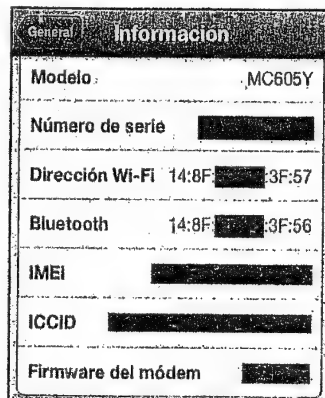 General
Información
Modelo MC605Y
Número de serie
Dirección Wi-Fi 14:8F: :3F:57
Bluetooth 14:8F: :3F:56
IMEI
ICCID
Firmware del módem